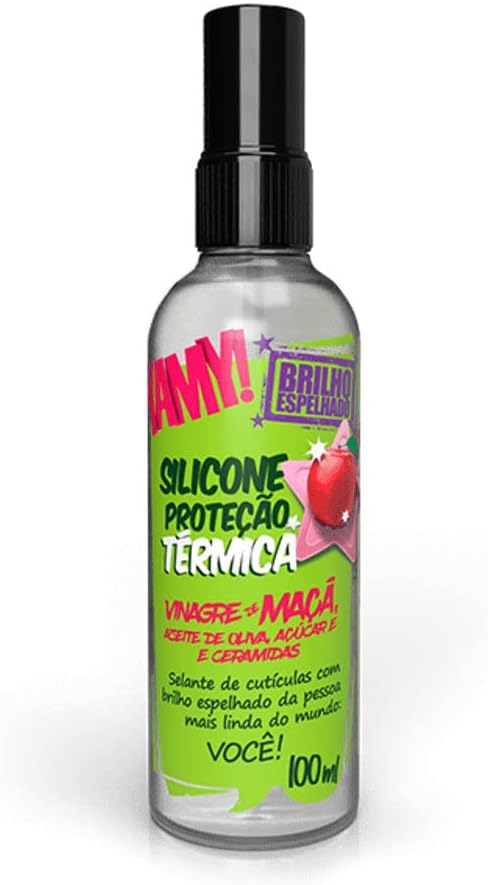 YAMY!
BRILHO
ESPELHADO
SILICONE
PROTEÇÃO
TÉRMICA
VINAGRE DE MAÇÃ,
AZEITE DE OLIVA, AÇÚCAR E
E CERAMIDAS
Selante de cutículas com
brilho espelhado da pessoa
mais linda do mundo:
VOCÊ!
100ml